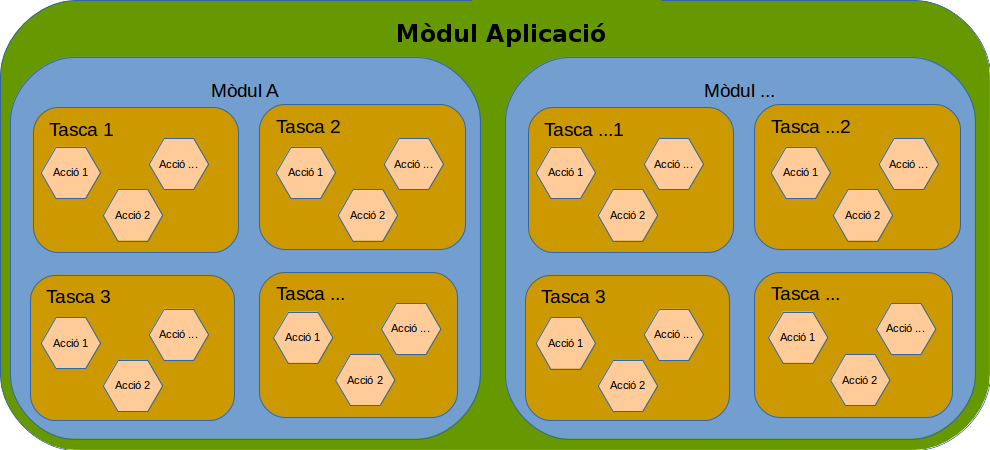 Mòdul Aplicació
Mòdul A
Tasca 1
Acció 1
Acció ...
Acció 2
Tasca 2
Acció 1
Acció ...
Acció 2
Tasca 3
Acció 1
Acció ...
Acció 2
Tasca ...
Acció 1
Acció ...
Acció 2
Mòdul ...
Tasca ...1
Acció 1
Acció ...
Acció 2
Tasca ...2
Acció 1
Acció ...
Acció 2
Tasca 3
Acció 1
Acció ...
Acció 2
Tasca ...
Acció 1
Acció ...
Acció 2